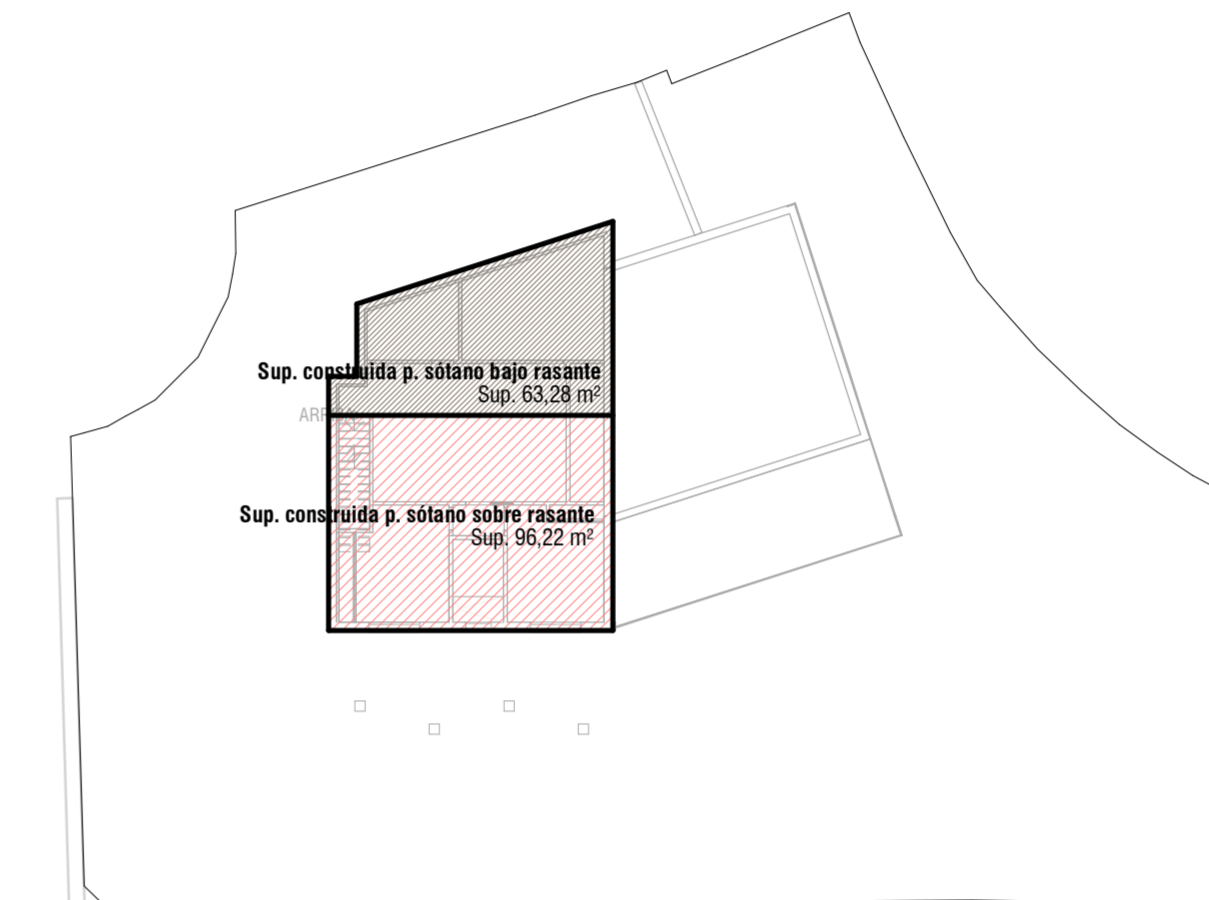 Sup. construida p. sótano bajo rasante
Sup. 63,28 m²
Sup. construida p. sótano sobre rasante
Sup. 96,22 m²